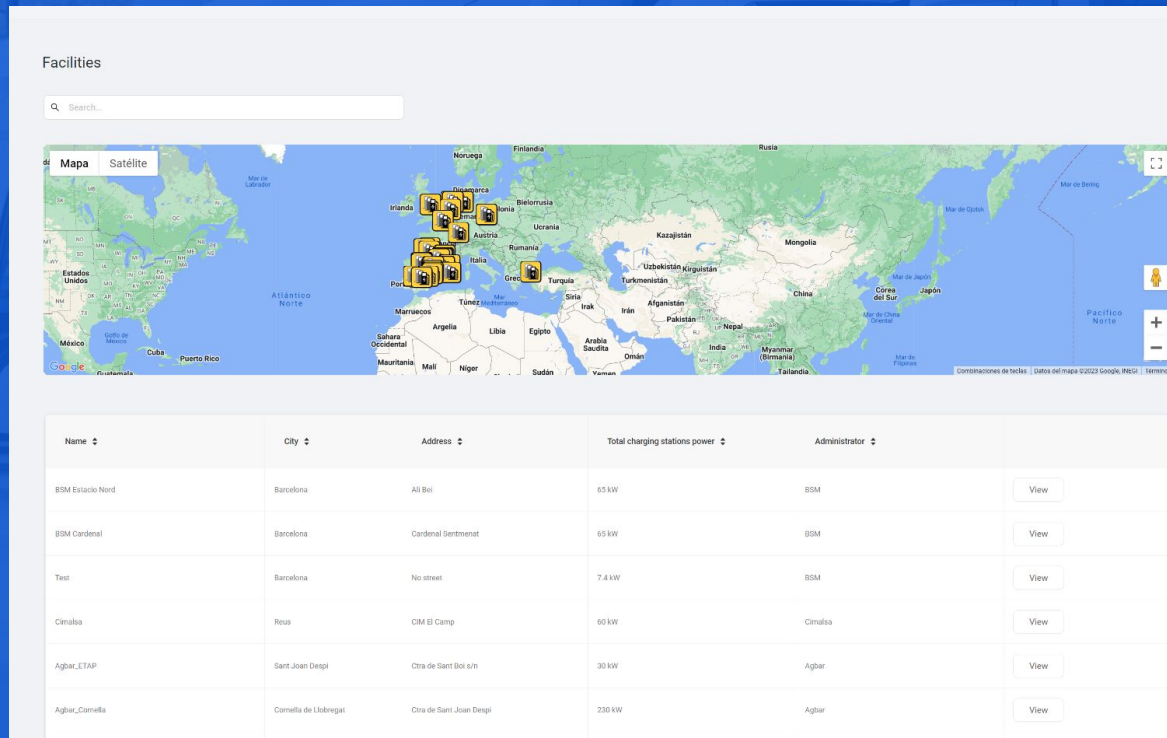 Facilities
Search...
Mapa Satélite
Finlandia
Rusia
Noruega
Mar de
Labrador
Mar de Bering
Dinamarca
Irlanda
Bielorrusia
Mar de Ojotsk
Ucrania
Austria
Kazajistán
Mongolia
Rumanía
Italia
Uzbekistán Kirguistán
Estados
Unidos
Turquía
Turkmenistán
Mar de Japón
Atlántico
Norte
Túnez
Mar
Mediterráneo
Siria
Irak
Irán
Afganistán
China
Corea
del Sur
Japón
Marruecos
Pakistán
Nepal
Mar de China
Oriental
Pacífico
Norte
Argelia
Libia
Egipto
Sahara
Occidental
Arabia
Saudita
Golfo de
México
México
Cuba
Puerto Rico
Omán
India
Myanmar
(Birmania)
Mauritania
Malí
Níger
Sudán
Yemen
Tailandia
Mar de
Filipinas
Google
Guatemala
Combinaciones de teclas Datos del mapa ©2023 Google, INEGI
Name City Address Total charging stations power Administrator
BSM Estacio Nord Barcelona Ali Bei 65 kW BSM View
BSM Cardenal Barcelona Cardenal Sentmenat 65 kW BSM View
Test Barcelona No street 7.4 kW BSM View
Cimalsa Reus CIM El Camp 60 kW Cimalsa View
Agbar_ETAP Sant Joan Despi Ctra de Sant Boi s/n 30 kW Agbar View
Agbar_Cornella Cornella de Llobregat Ctra de Sant Joan Despi 230 kW Agbar View